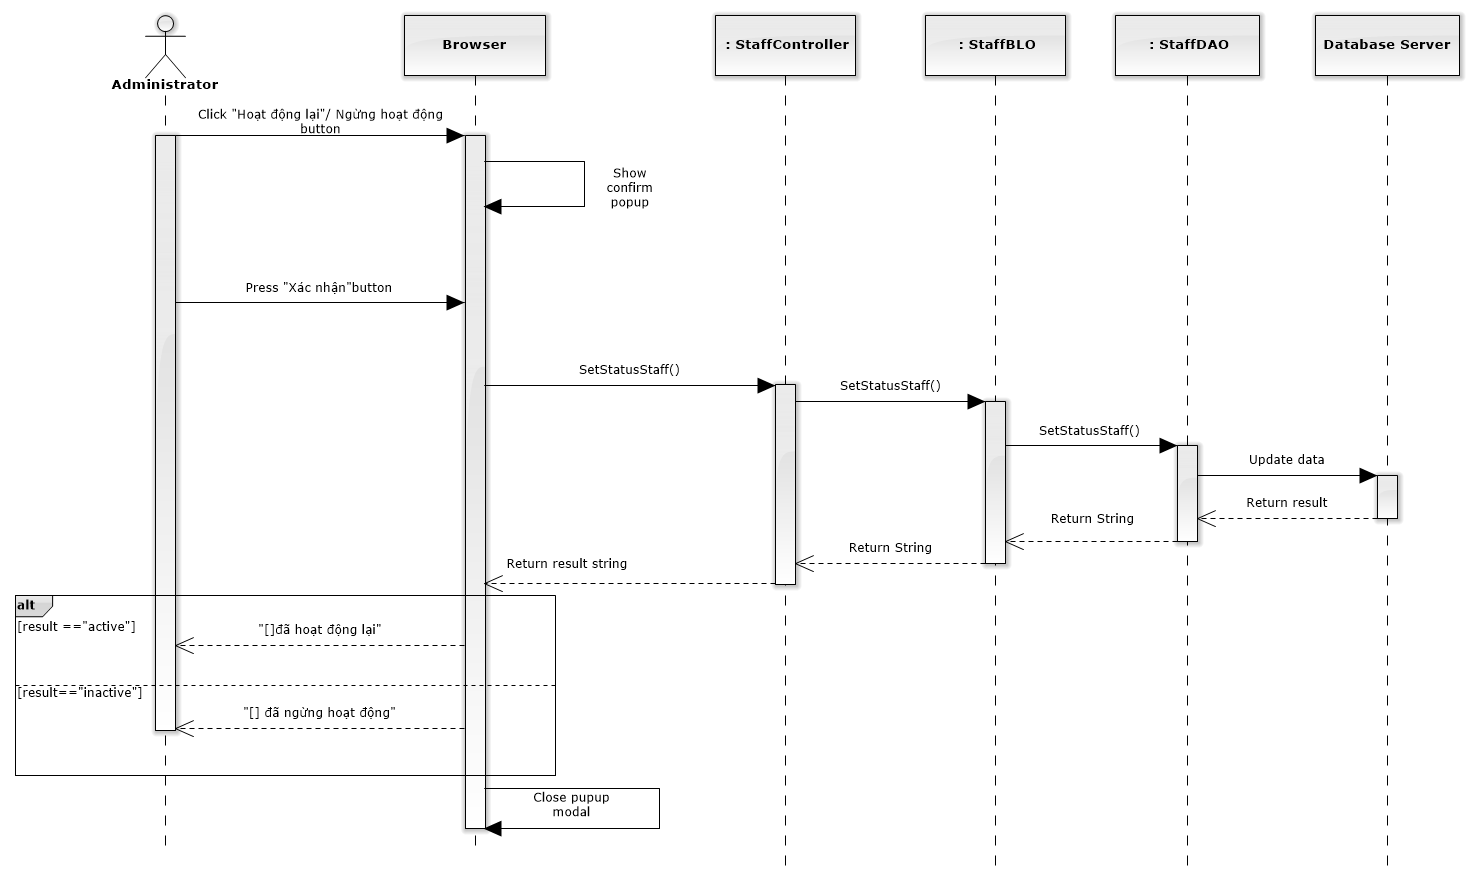 Administrator
Browser
: StaffController
: StaffBLO
: StaffDAO
Database Server
Click "Hoạt động lại"/ Ngừng hoạt động
button
Show
confirm
popup
Press "Xác nhận"button
SetStatusStaff()
SetStatusStaff()
SetStatusStaff()
Update data
Return result
Return String
Return String
Return result string
alt
[result =="active"]
"[]đã hoạt động lại"
[result=="inactive"]
"[] đã ngừng hoạt động"
Close pupup
modal